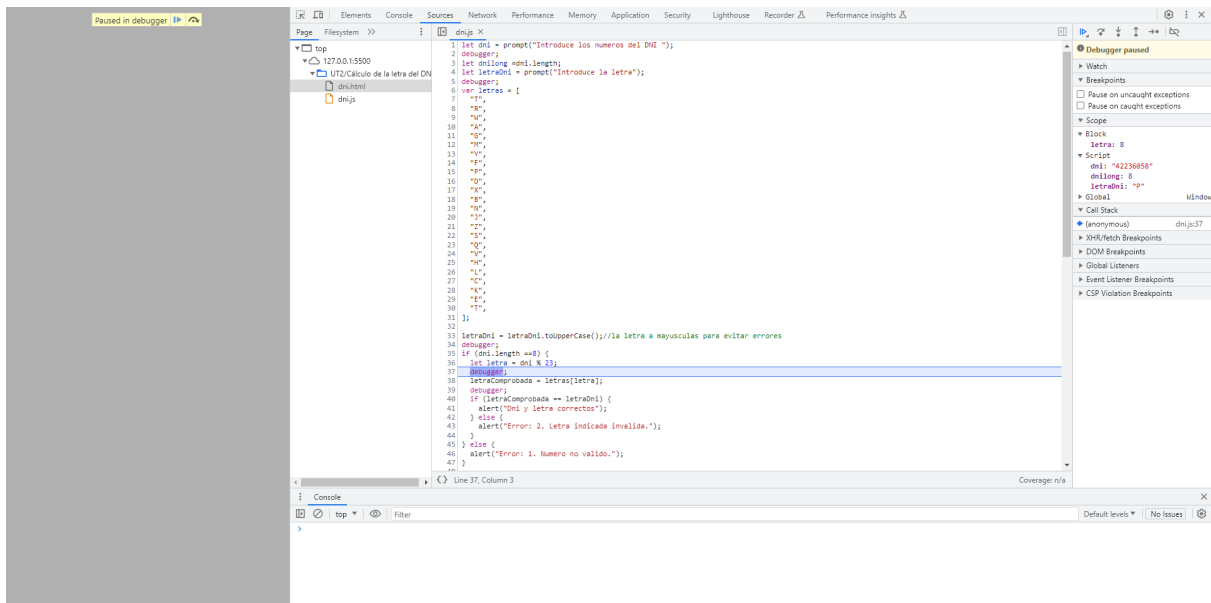 Paused in debugger
Elements Console Sources Network Performance Memory Application Security Lighthouse Recorder Performance insights
Page Filesystem >>
dni.js ×
top
127.0.0.1:5500
UT2/Cálculo de la letra del DN
dni.html
dni.js
1 let dni = prompt("Introduce los numeros del DNI ");
2 debugger;
3 let dnilong =dni.length;
4 let letraDni = prompt("Introduce la letra");
5 debugger;
6 var letras = [
7 "T",
8 "R",
9 "W",
10 "A",
11 "G",
12 "M",
13 "Y",
14 "F",
15 "P",
16 "D",
17 "X",
18 "B",
19 "N",
20 "J",
21 "Z",
22 "S",
23 "Q",
24 "V",
25 "H",
26 "L",
27 "C",
28 "K",
29 "E",
30 "T",
31 ];
32
33 letraDni = letraDni.toUpperCase();//la letra a mayusculas para evitar errores
34 debugger;
35 if (dni.length ==8) {
36 let letra = dni % 23;
37 debugger;
38 letraComprobada = letras[letra];
39 debugger;
40 if (letraComprobada == letraDni) {
41 alert("Dni y letra correctos");
42 } else {
43 alert("Error: 2. Letra indicada invalida.");
44 }
45 } else {
46 alert("Error: 1. Numero no valido.");
47 }
{} Line 37, Column 3
Coverage: n/a
Debugger paused
Watch
Breakpoints
Pause on uncaught exceptions
Pause on caught exceptions
Scope
Block
letra: 8
Script
dni: "42236058"
dnilong: 8
letraDni: "P"
Global Window
Call Stack
(anonymous) dni.js:37
XHR/fetch Breakpoints
DOM Breakpoints
Global Listeners
Event Listener Breakpoints
CSP Violation Breakpoints
Console
top Filter
Default levels No Issues
>